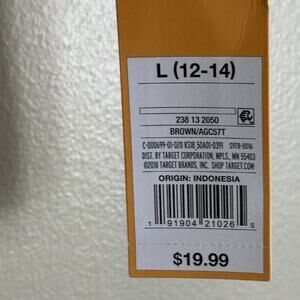 L (12-14)
238 13 2050
BROWN/AGC57T
C-000699-01-020 KS18_50A01-0391 S978-0016
DIST. BY TARGET CORPORATION, MPLS., MN 55403
©2018 TARGET BRANDS, INC. SHOP TARGET.COM
ORIGIN: INDONESIA
1 91904 21026 5
$19.99